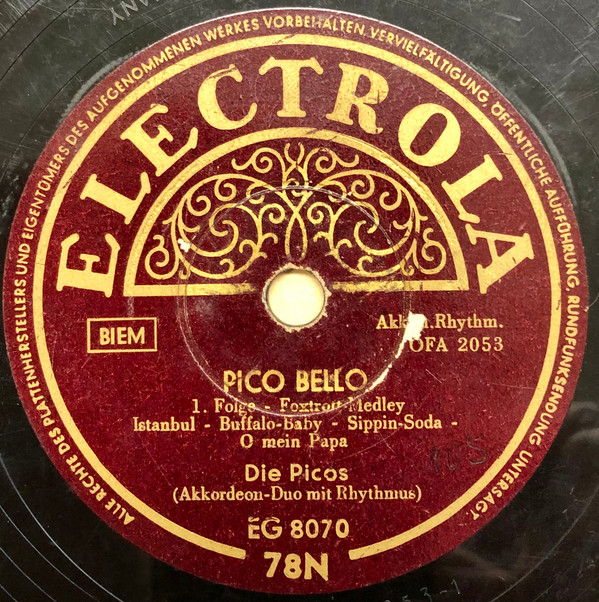 ALLE RECHTE DES PLATTENHERSTELLERS UND EIGENTÜMERS DES AUFGENOMMENEN WERKES VORBEHALTEN. VERVIELFÄLTIGUNG, ÖFFENTLICHE AUFFÜHRUNG, RUNDFUNKSENDUNG UNTERSAGT.
ELECTROLA
BIEM
Rhythm.
OFA 2053
PICO BELLO
1. Folge - Foxtrott-Medley
Istanbul - Buffalo-Baby - Sippin-Soda -
O mein Papa
Die Picos
(Akkordeon-Duo mit Rhythmus)
EG 8070
78N